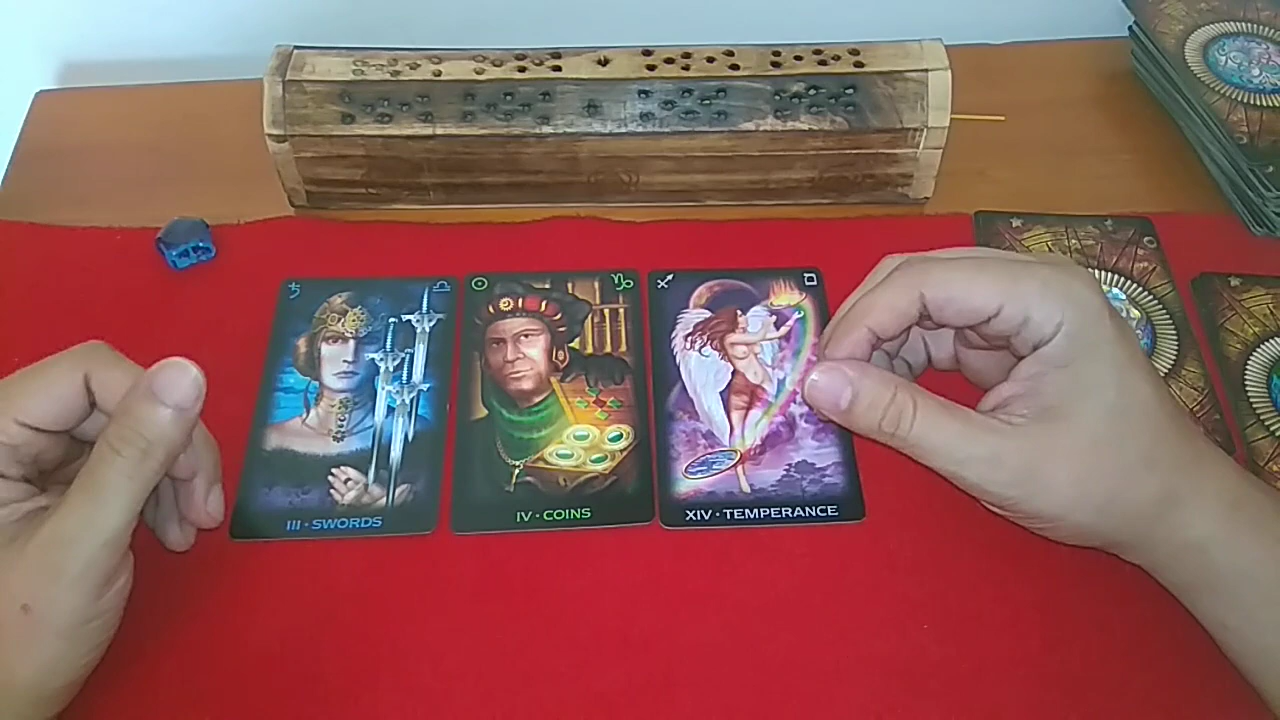 III • SWORDS
IV • COINS
XIV • TEMPERANCE